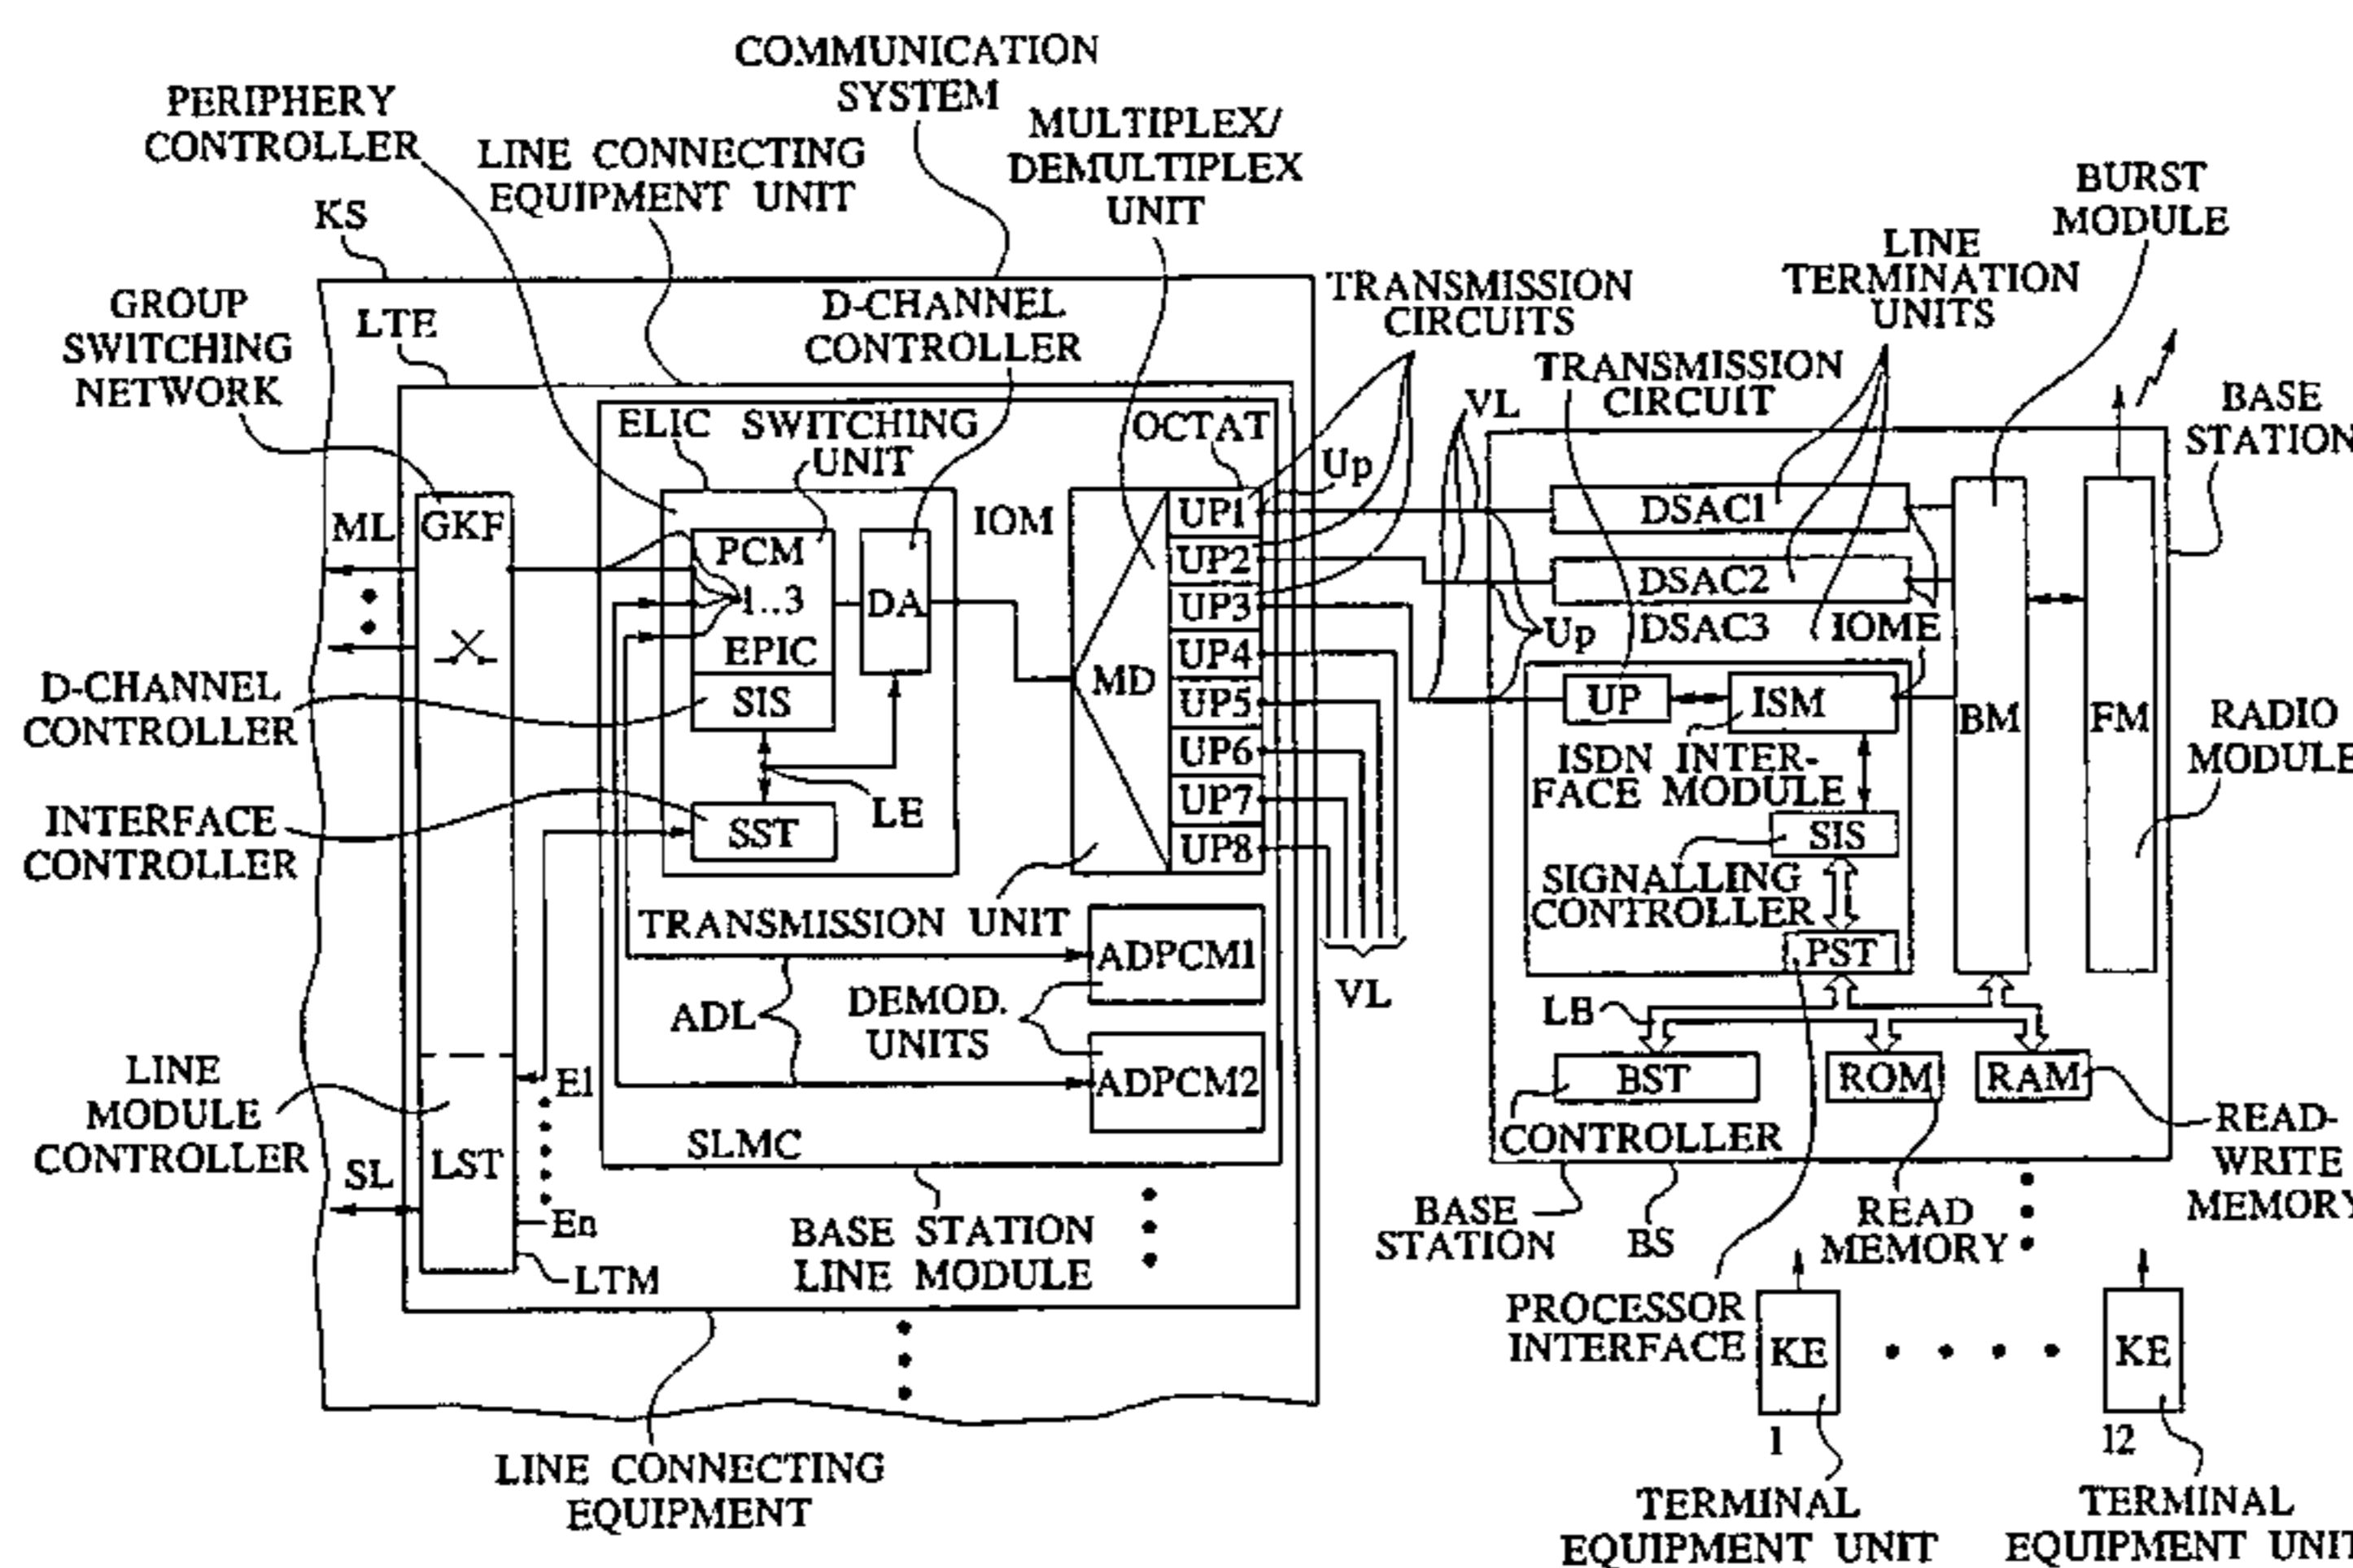 COMMUNICATION
SYSTEM
PERIPHERY
CONTROLLER
LINE CONNECTING
EQUIPMENT UNIT
MULTIPLEX/
DEMULTIPLEX
UNIT
BURST
MODULE
KS
LINE
TERMINATION
UNITS
GROUP
SWITCHING
NETWORK
LTE
D-CHANNEL
CONTROLLER
TRANSMISSION
CIRCUITS
TRANSMISSION
CIRCUIT
VL
BASE
STATION
ELIC
SWITCHING
UNIT
OCTAT
Up
ML
GKF
PCM
1..3
EPIC
SIS
DA
IOM
MD
UP1
UP2
UP3
UP4
UP5
UP6
UP7
UP8
DSAC1
DSAC2
DSAC3
IOME
Up
UP
ISM
BM
FM
D-CHANNEL
CONTROLLER
ISDN INTER-
FACE MODULE
RADIO
MODULE
INTERFACE
CONTROLLER
SST
LE
SIS
SIGNALLING
CONTROLLER
PST
TRANSMISSION UNIT
ADPCM1
ADL
DEMOD.
UNITS
ADPCM2
VL
LB
BST
ROM
RAM
LINE
MODULE
CONTROLLER
E1
SLMC
CONTROLLER
READ-
WRITE
MEMORY
LST
SL
En
LTM
BASE STATION
LINE MODULE
BASE
STATION
BS
READ
MEMORY
PROCESSOR
INTERFACE
KE
KE
1
12
LINE CONNECTING
EQUIPMENT
TERMINAL
EQUIPMENT UNIT
TERMINAL
EQUIPMENT UNIT